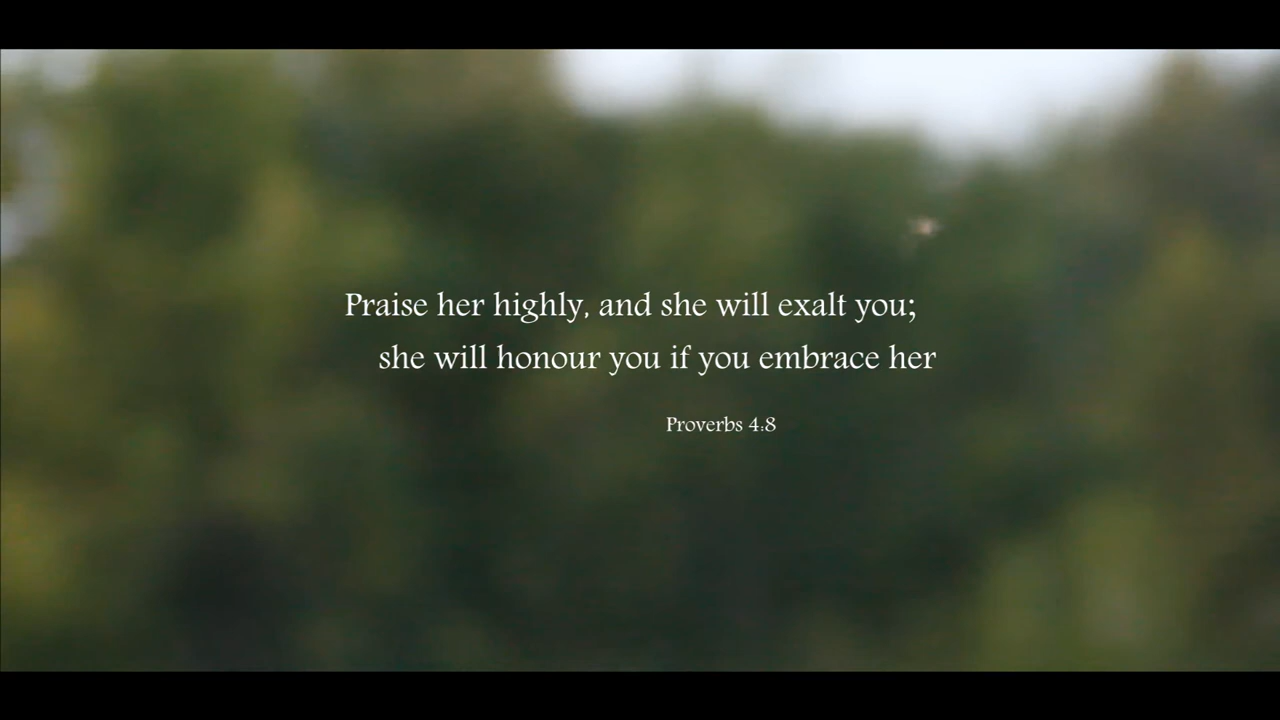 Praise her highly, and she will exalt you;
she will honour you if you embrace her
Proverbs 4:8